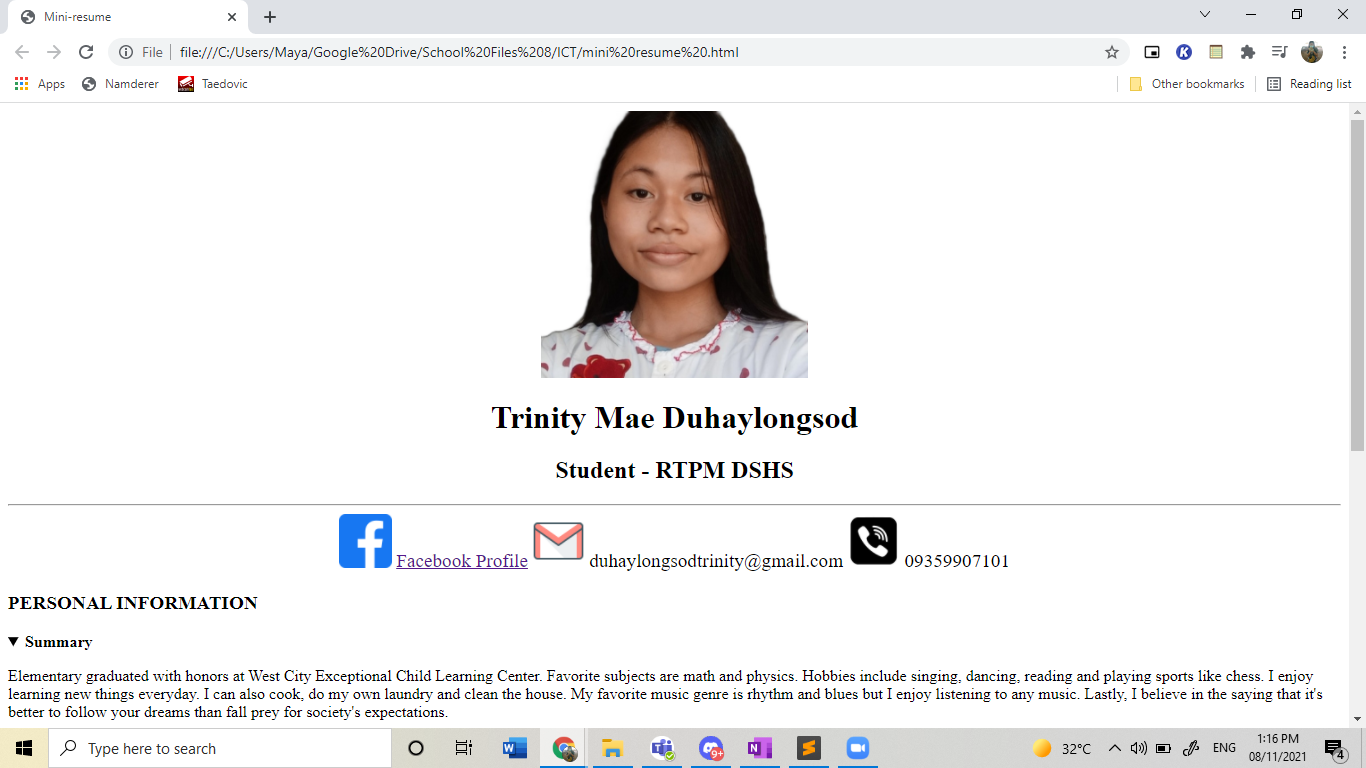 Mini-resume
File
file:///C:/Users/Maya/Google%20Drive/School%20Files%208/ICT/mini%20resume%20.html
Apps Namderer Taedovic Other bookmarks Reading list
Trinity Mae Duhaylongsod
Student - RTPM DSHS
Facebook Profile duhaylongsodtrinity@gmail.com 09359907101
PERSONAL INFORMATION
Summary
Elementary graduated with honors at West City Exceptional Child Learning Center. Favorite subjects are math and physics. Hobbies include singing, dancing, reading and playing sports like chess. I enjoy
learning new things everyday. I can also cook, do my own laundry and clean the house. My favorite music genre is rhythm and blues but I enjoy listening to any music. Lastly, I believe in the saying that it's
better to follow your dreams than fall prey for society's expectations.
Type here to search
9+
32°C
ENG
1:16 PM
08/11/2021
4